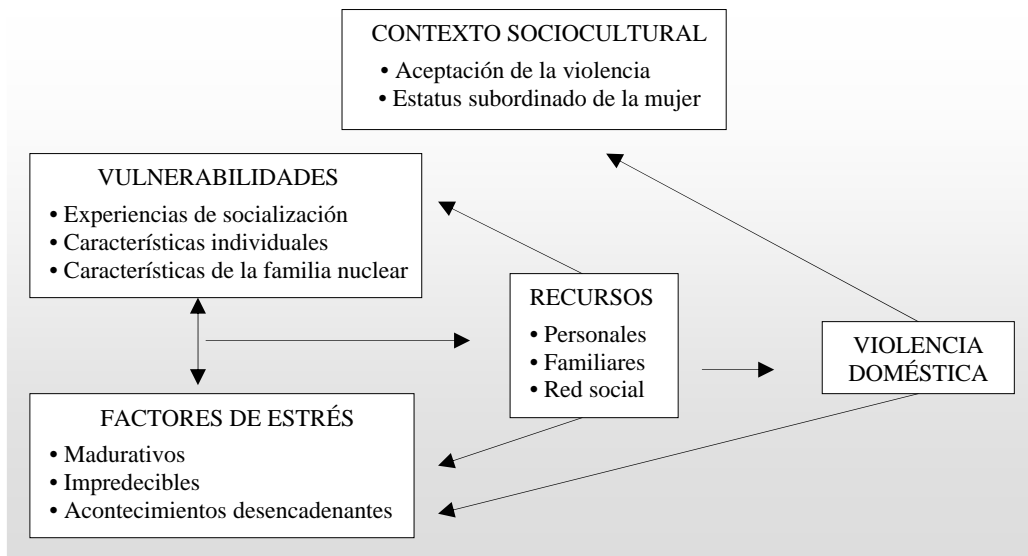 CONTEXTO SOCIOCULTURAL
• Aceptación de la violencia
• Estatus subordinado de la mujer
VULNERABILIDADES
• Experiencias de socialización
• Características individuales
• Características de la familia nuclear
RECURSOS
• Personales
• Familiares
• Red social
VIOLENCIA
DOMÉSTICA
FACTORES DE ESTRÉS
• Madurativos
• Impredecibles
• Acontecimientos desencadenantes